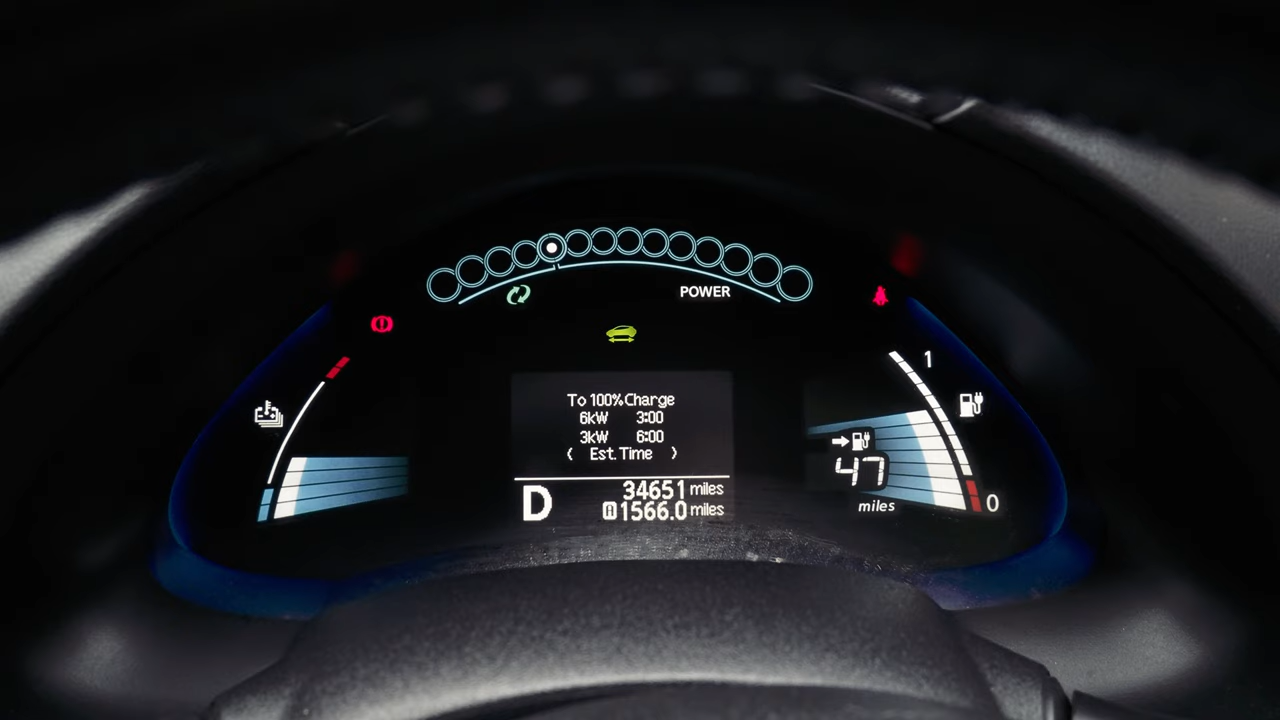 POWER
1
To 100% Charge
6kW 3:00
3kW 6:00
< Est.Time >
47
miles
0
D
34651 miles
A 1566.0 miles